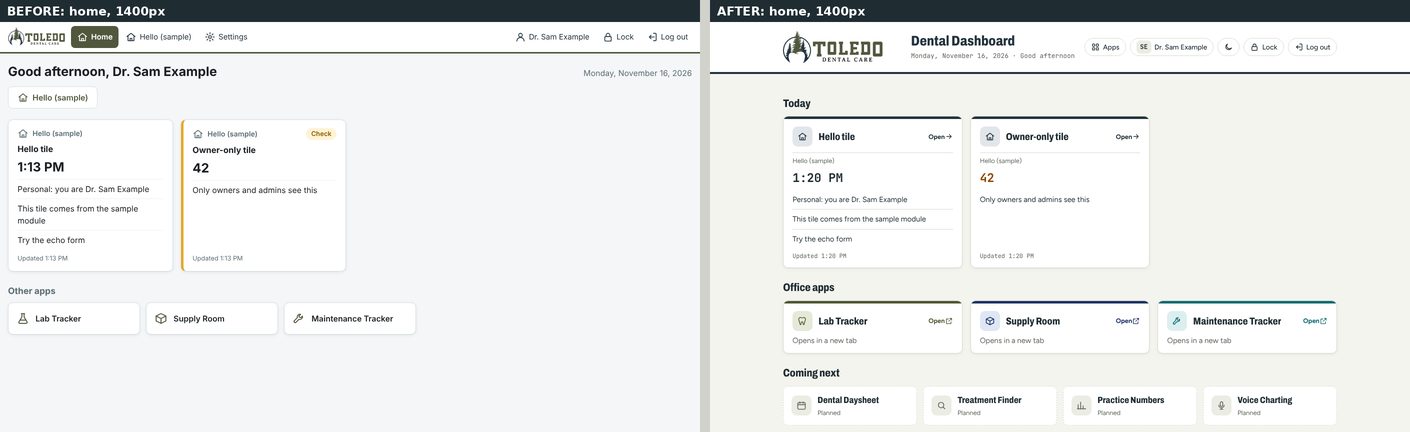 BEFORE: home, 1400px
TOLEDO
DENTAL CARE
Home
Hello (sample)
Settings
Dr. Sam Example
Lock
Log out
Good afternoon, Dr. Sam Example
Monday, November 16, 2026
Hello (sample)
Hello (sample)
Hello tile
1:13 PM
Personal: you are Dr. Sam Example
This tile comes from the sample
module
Try the echo form
Updated 1:13 PM
Hello (sample)
Check
Owner-only tile
42
Only owners and admins see this
Updated 1:13 PM
Other apps
Lab Tracker
Supply Room
Maintenance Tracker
AFTER: home, 1400px
TOLEDO
DENTAL CARE
Dental Dashboard
Monday, November 16, 2026 · Good afternoon
Apps
SE Dr. Sam Example
Lock
Log out
Today
Hello tile
Open
Hello (sample)
1:20 PM
Personal: you are Dr. Sam Example
This tile comes from the sample module
Try the echo form
Updated 1:20 PM
Owner-only tile
Open
Hello (sample)
42
Only owners and admins see this
Updated 1:20 PM
Office apps
Lab Tracker
Open
Opens in a new tab
Supply Room
Open
Opens in a new tab
Maintenance Tracker
Open
Opens in a new tab
Coming next
Dental Daysheet
Planned
Treatment Finder
Planned
Practice Numbers
Planned
Voice Charting
Planned